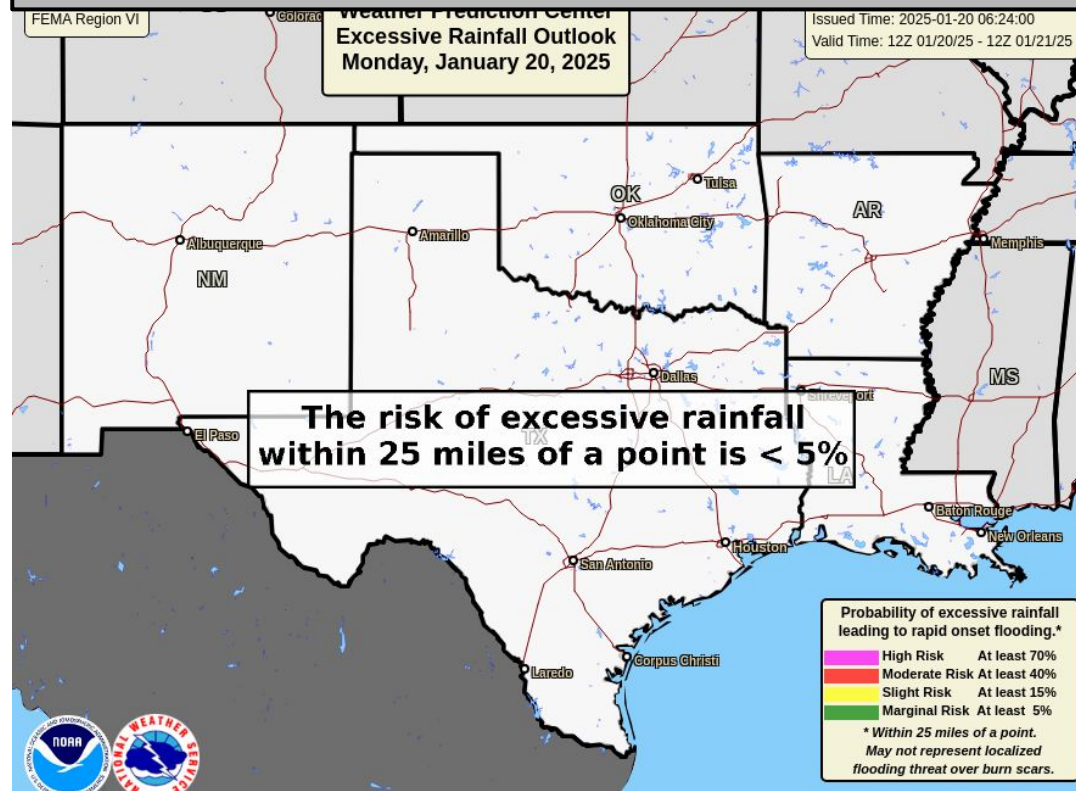 FEMA Region VI
Weather Prediction Center
Excessive Rainfall Outlook
Monday, January 20, 2025
Issued Time: 2025-01-20 06:24:00
Valid Time: 12Z 01/20/25 - 12Z 01/21/25
Colorad
Tulsa
OK
Oklahoma City
AR
Amarillo
Albuquerque
Memphis
NM
Dallas
MS
Shreveport
The risk of excessive rainfall
within 25 miles of a point is < 5%
El Paso
TX
LA
Baton Rouge
New Orleans
Houston
San Antonio
Laredo
Corpus Christi
Probability of excessive rainfall
leading to rapid onset flooding.*
High Risk At least 70%
Moderate Risk At least 40%
Slight Risk At least 15%
Marginal Risk At least 5%
* Within 25 miles of a point.
May not represent localized
flooding threat over burn scars.
NOAA
NATIONAL WEATHER SERVICE